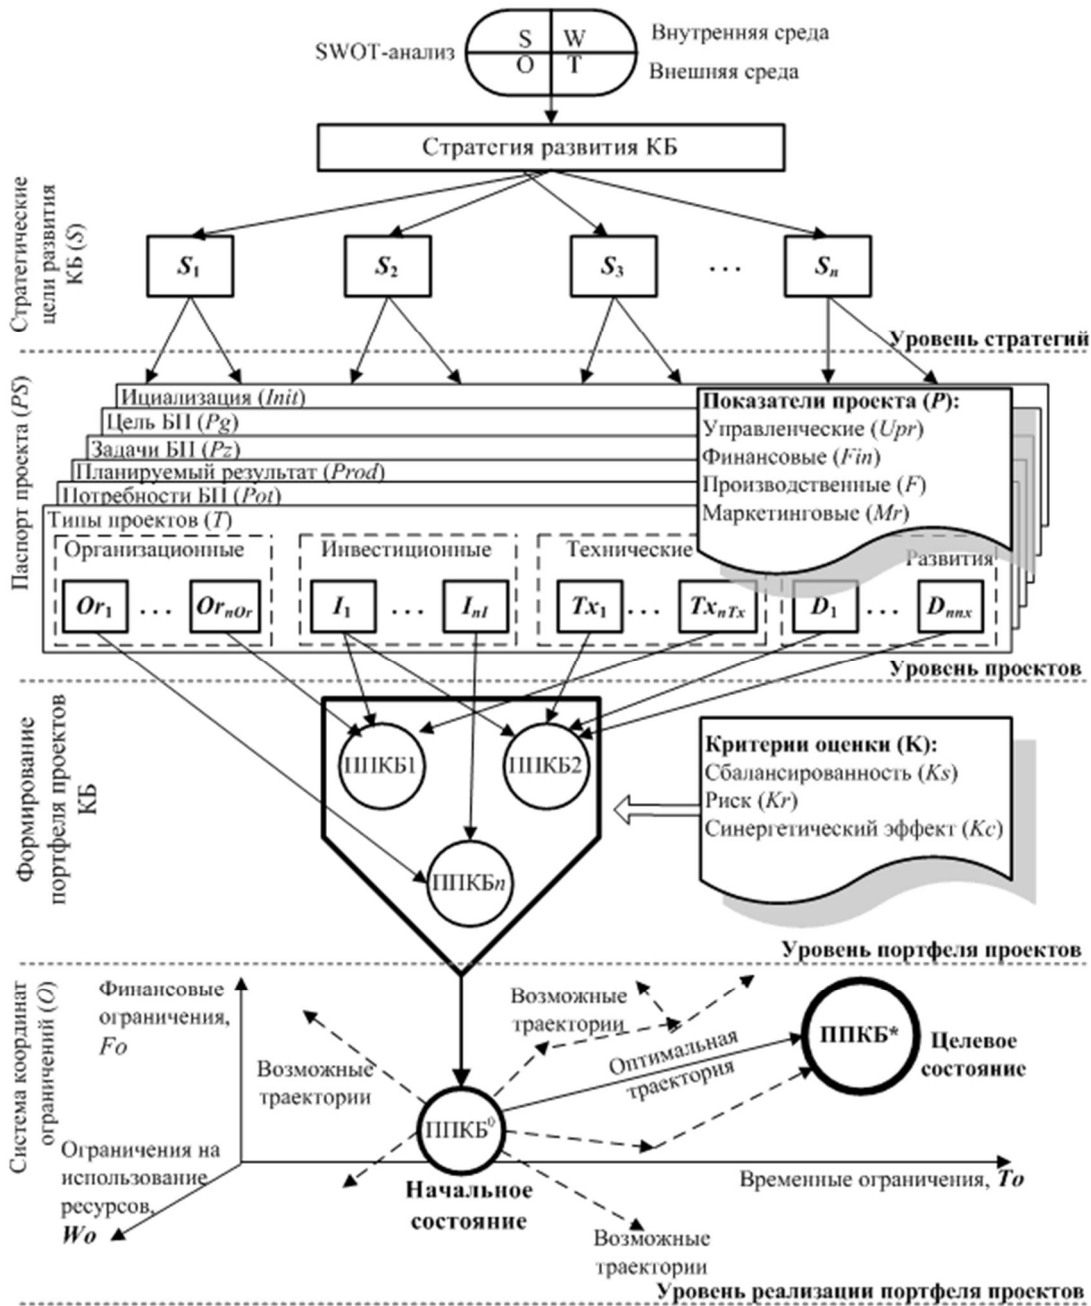 SWOT-анализ
S W
O T
Внутренняя среда
Внешняя среда
Стратегия развития КБ
Стратегические
цели развития
КБ (S)
S1
S2
S3
. . .
Sn
Уровень стратегий
Паспорт проекта (PS)
Ициализация (Init)
Цель БП (Pg)
Задачи БП (Pz)
Планируемый результат (Prod)
Потребности БП (Pot)
Типы проектов (T)
Показатели проекта (P):
Управленческие (Upr)
Финансовые (Fin)
Производственные (F)
Маркетинговые (Mr)
Организационные
Инвестиционные
Технические
Развития
Or1 . . . OrnOr
I1 . . . InI
Tx1 . . . TxnTx
D1 . . . Dnnx
Уровень проектов
Формирование
портфеля проектов
КБ
ППКБ1
ППКБ2
ППКБn
Критерии оценки (К):
Сбалансированность (Ks)
Риск (Kr)
Синергетический эффект (Kc)
Уровень портфеля проектов
Система координат
ограничений (O)
Финансовые
ограничения,
Fo
Возможные
траектории
Возможные
траектории
Оптимальная
траектория
ППКБ*
Целевое
состояние
ППКБ0
Ограничения на
использование
ресурсов,
Wo
Начальное
состояние
Временные ограничения, To
Возможные
траектории
Уровень реализации портфеля проектов